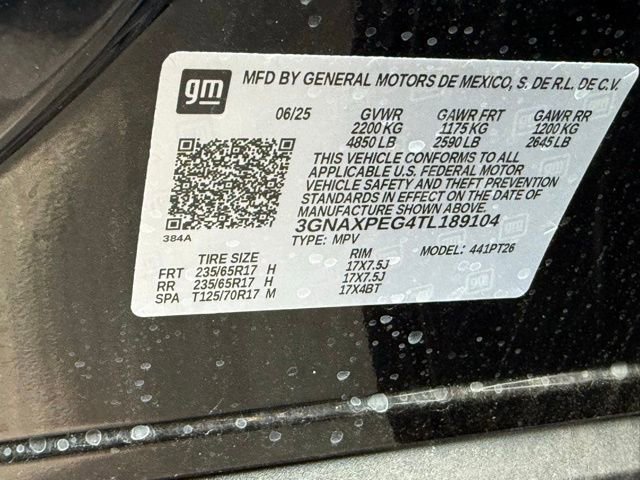 gm
MFD BY GENERAL MOTORS DE MEXICO, S. DE R.L. DE C.V.
06/25 GVWR GAWR FRT GAWR RR
2200 KG 1175 KG 1200 KG
4850 LB 2590 LB 2645 LB
THIS VEHICLE CONFORMS TO ALL
APPLICABLE U.S. FEDERAL MOTOR
VEHICLE SAFETY AND THEFT PREVENTION
STANDARDS IN EFFECT ON THE DATE OF
MANUFACTURE SHOWN ABOVE.
3GNAXPEG4TL189104
384A
TYPE: MPV MODEL: 441PT26
TIRE SIZE RIM
FRT 235/65R17 H 17X7.5J
RR 235/65R17 H 17X7.5J
SPA T125/70R17 M 17X4BT